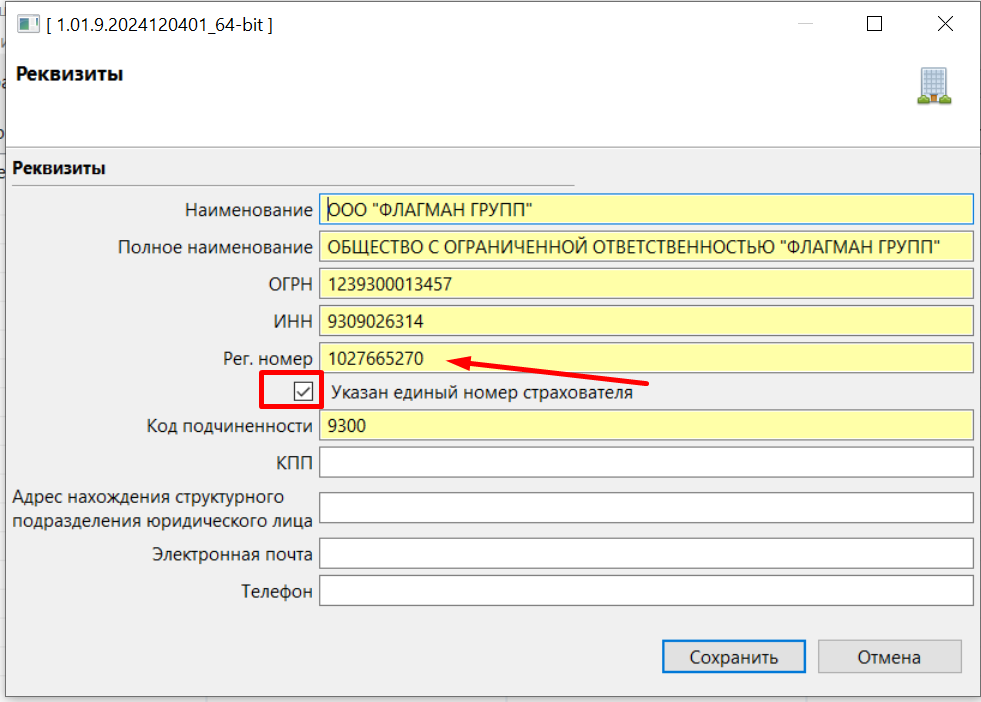 [ 1.01.9.2024120401_64-bit ]
Реквизиты
Реквизиты
Наименование ООО "ФЛАГМАН ГРУПП"
Полное наименование ОБЩЕСТВО С ОГРАНИЧЕННОЙ ОТВЕТСТВЕННОСТЬЮ "ФЛАГМАН ГРУПП"
ОГРН 1239300013457
ИНН 9309026314
Рег. номер 1027665270
Указан единый номер страхователя
Код подчиненности 9300
КПП
Адрес нахождения структурного
подразделения юридического лица
Электронная почта
Телефон
Сохранить Отмена